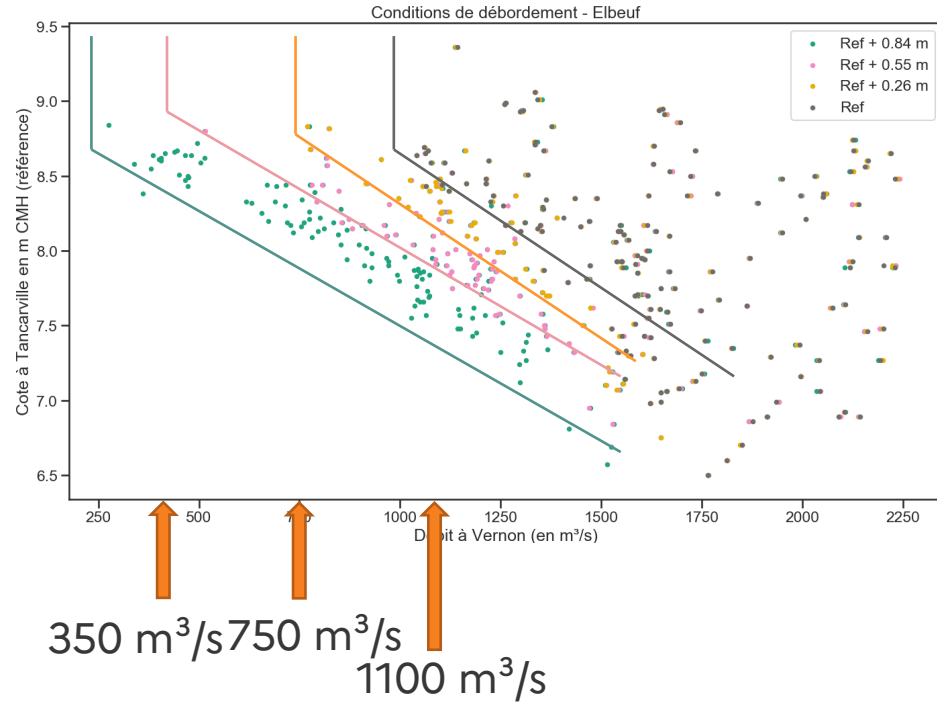 Conditions de débordement - Elbeuf
Ref + 0.84 m
Ref + 0.55 m
Ref + 0.26 m
Ref
Cote à Tancarville en m CMH (référence)
9.5
9.0
8.5
8.0
7.5
7.0
6.5
250 500 1000 1250 1500 1750 2000 2250
à Vernon (en m³/s)
350 m³/s 750 m³/s
1100 m³/s